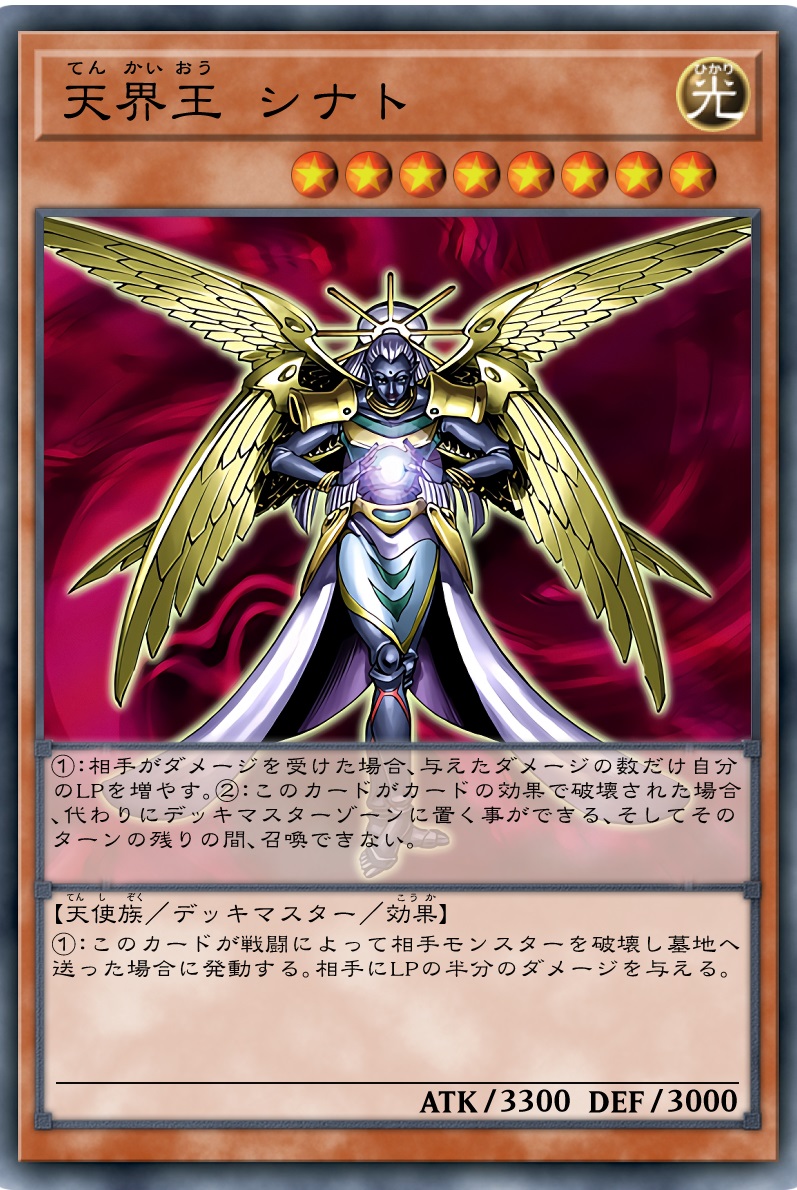 てん かい おう
天界王 シナト
ひかり
光
①:相手がダメージを受けた場合、与えたダメージの数だけ自分
のLPを増やす。②:このカードがカードの効果で破壊された場合
、代わりにデッキマスターゾーンに置く事ができる、そしてその
ターンの残りの間、召喚できない。
てん し ぞく こう か
【天使族/デッキマスター/効果】
①:このカードが戦闘によって相手モンスターを破壊し墓地へ
送った場合に発動する。相手にLPの半分のダメージを与える。
ATK/3300 DEF/3000